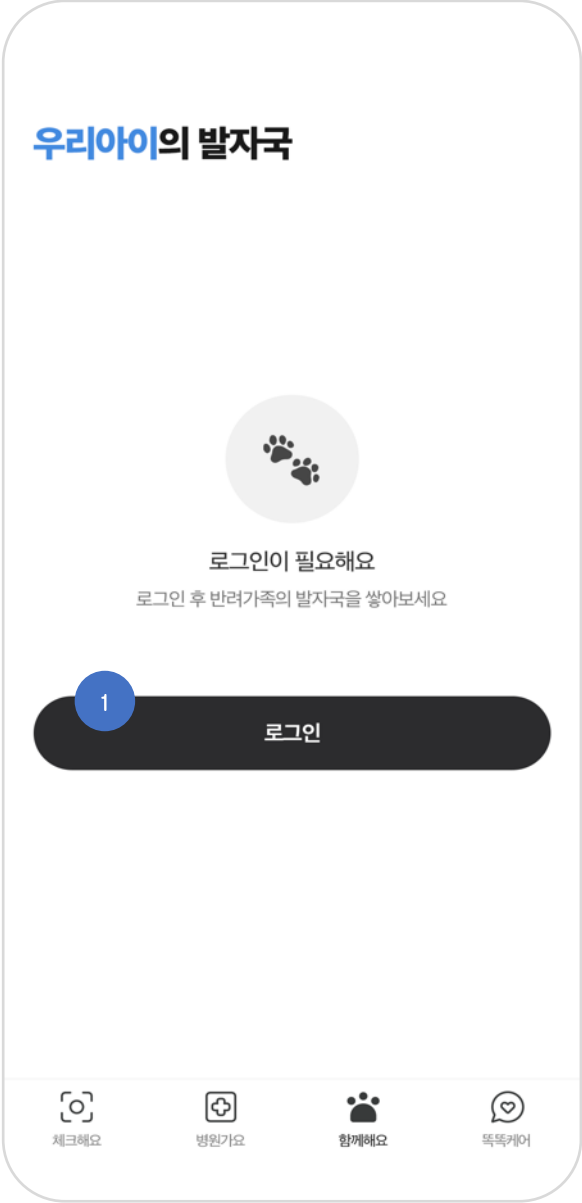 우리아이의 발자국
로그인이 필요해요
로그인 후 반려가족의 발자국을 쌓아보세요
1
로그인
체크해요
병원가요
함께해요
똑똑케어